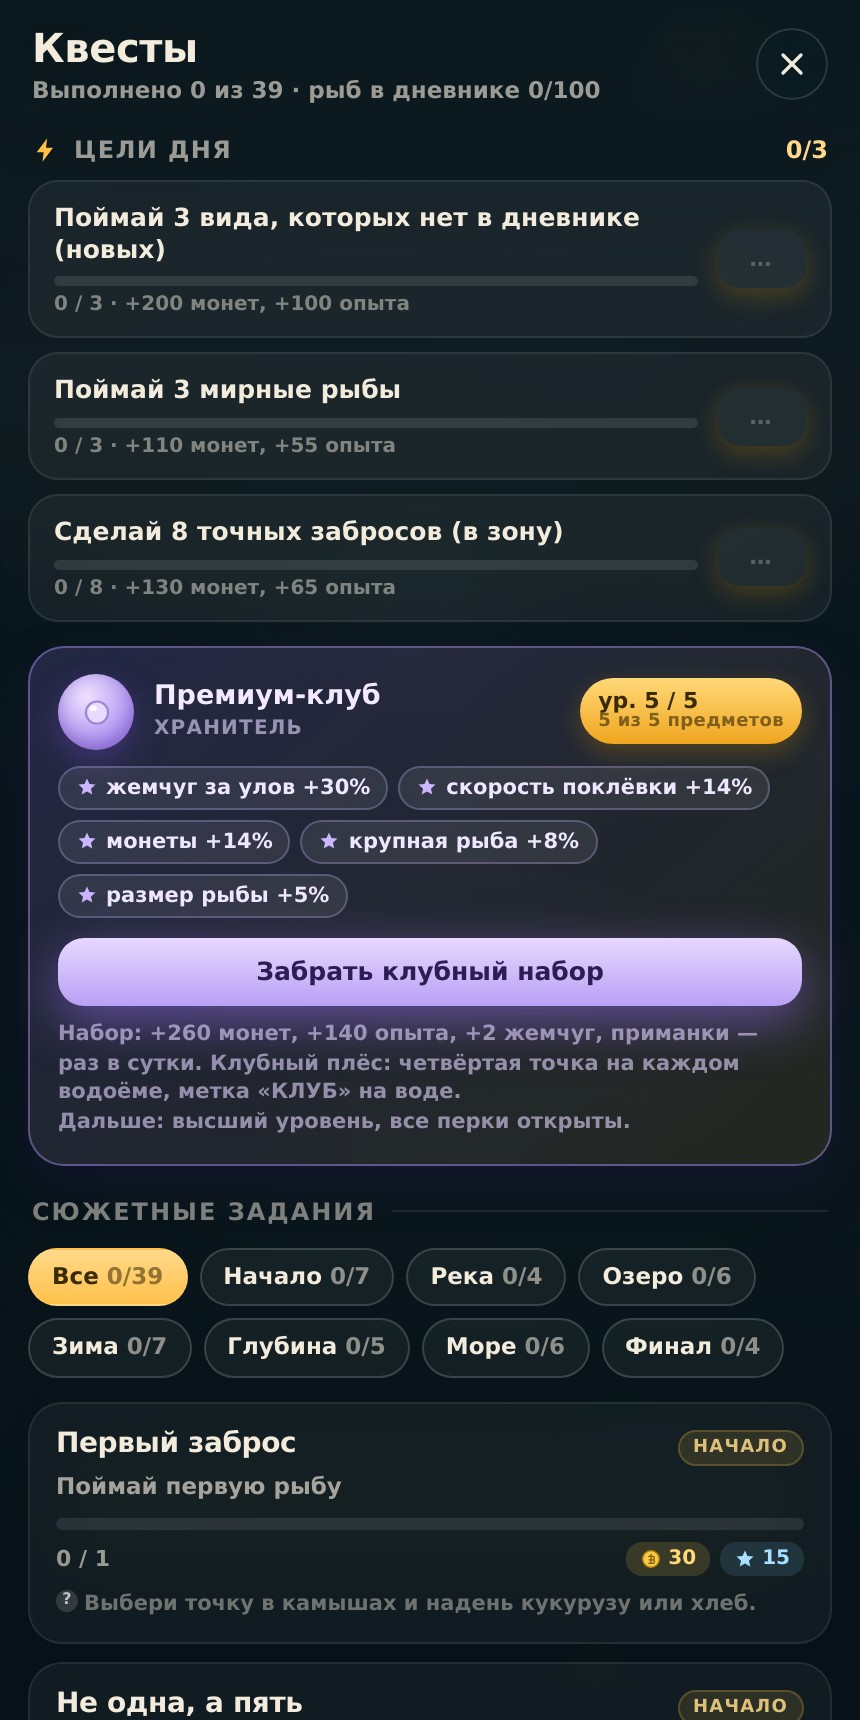 Квесты
Выполнено 0 из 39 · рыб в дневнике 0/100
ЦЕЛИ ДНЯ
0/3
Поймай 3 вида, которых нет в дневнике
(новых)
...
0 / 3 · +200 монет, +100 опыта
Поймай 3 мирные рыбы
...
0 / 3 · +110 монет, +55 опыта
Сделай 8 точных забросов (в зону)
...
0 / 8 · +130 монет, +65 опыта
Премиум-клуб
ХРАНИТЕЛЬ
ур. 5 / 5
5 из 5 предметов
жемчуг за улов +30%
скорость поклёвки +14%
монеты +14%
крупная рыба +8%
размер рыбы +5%
Забрать клубный набор
Набор: +260 монет, +140 опыта, +2 жемчуг, приманки —
раз в сутки. Клубный плёс: четвёртая точка на каждом
водоёме, метка «КЛУБ» на воде.
Дальше: высший уровень, все перки открыты.
СЮЖЕТНЫЕ ЗАДАНИЯ
Все 0/39
Начало 0/7
Река 0/4
Озеро 0/6
Зима 0/7
Глубина 0/5
Море 0/6
Финал 0/4
Первый заброс
НАЧАЛО
Поймай первую рыбу
0 / 1
30
15
? Выбери точку в камышах и надень кукурузу или хлеб.
Не одна, а пять
НАЧАЛО